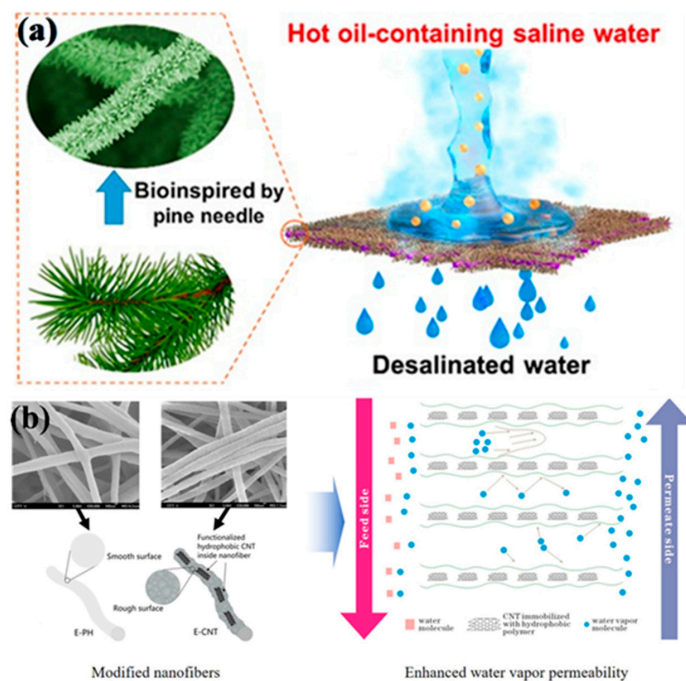 (a)
Hot oil-containing saline water
Bioinspired by
pine needle
Desalinated water
(b)
Smooth surface
E-PH
Functionalized
hydrophobic CNT
inside nanofiber
Rough surface
E-CNT
Modified nanofibers
Feed side
Permeate side
water
molecule
CNT immobilized
with hydrophobic
polymer
water vapor
molecule
Enhanced water vapor permeability